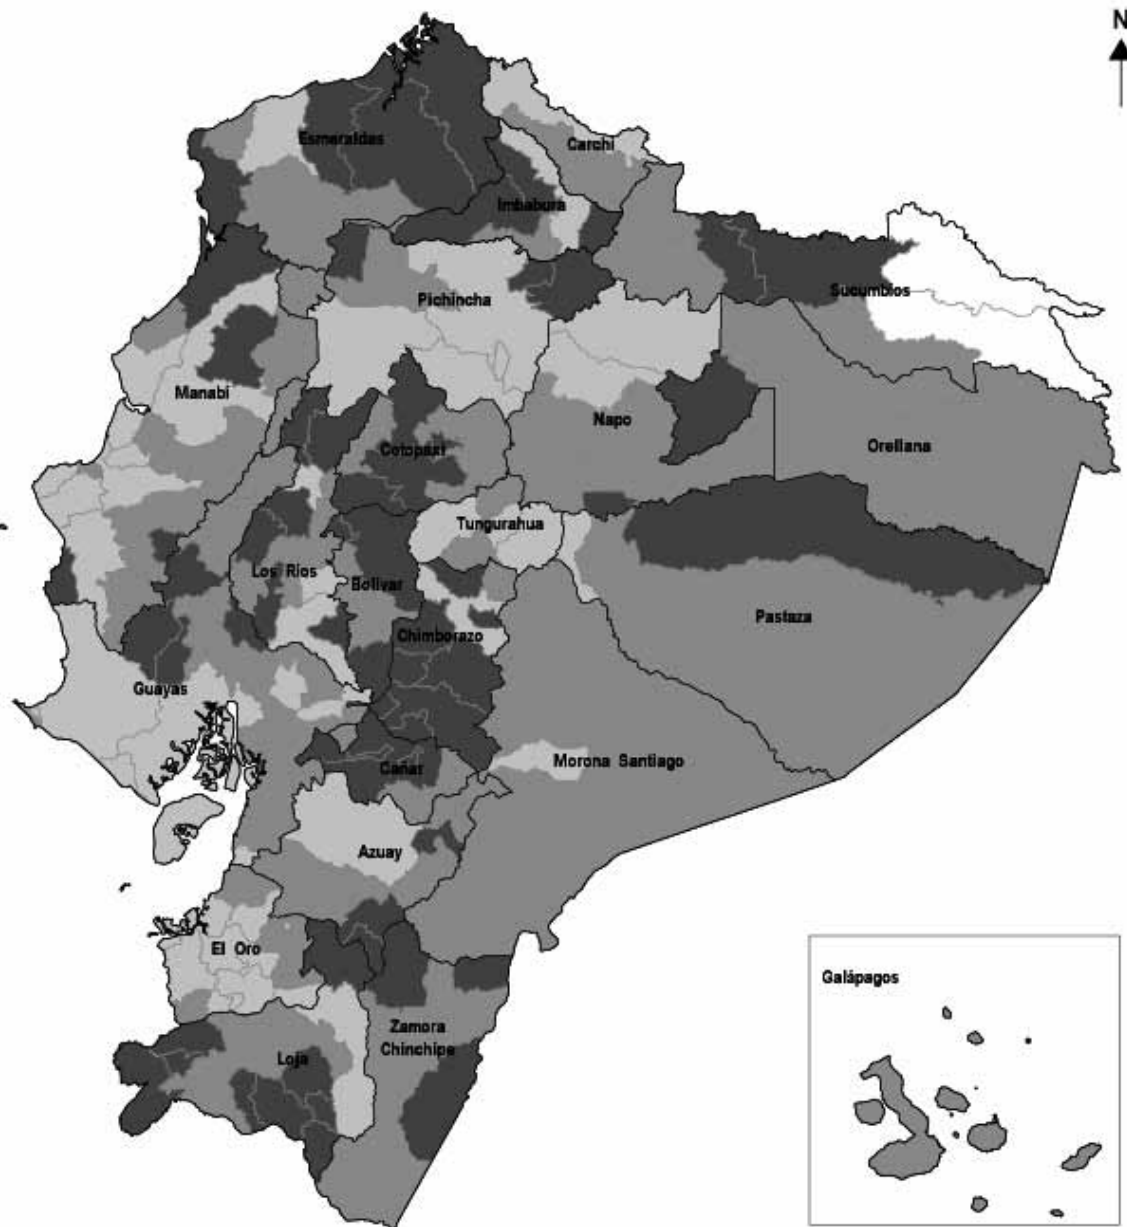 N
Esmeraldas
Carchi
Imbabura
Sucumbios
Pichincha
Manabí
Napo
Cotopaxi
Orellana
Tungurahua
Los Rios
Bolivar
Pastaza
Chimborazo
Guayas
Morona Santiago
Cañar
Azuay
El Oro
Galápagos
Zamora
Chinchipe
Loja